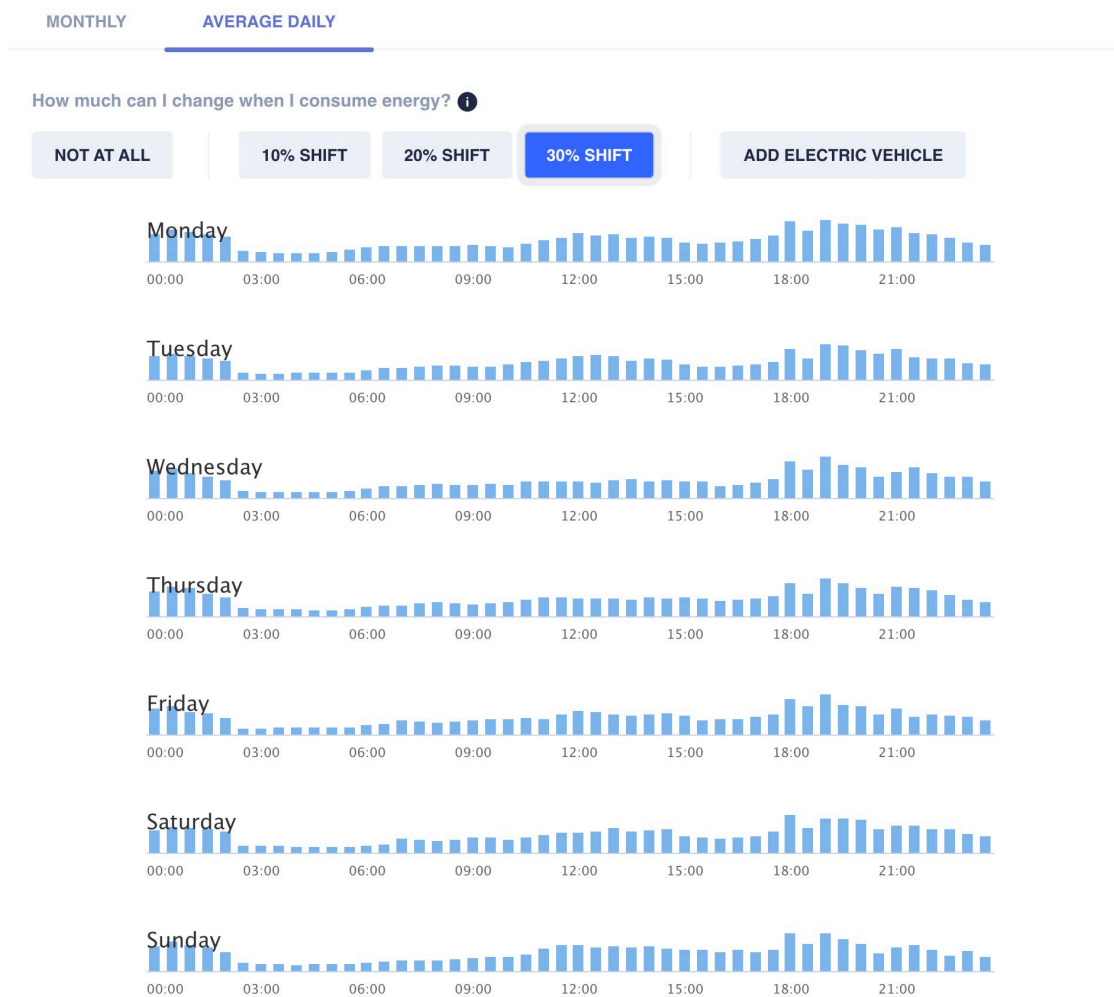 MONTHLY AVERAGE DAILY
How much can I change when I consume energy? i
NOT AT ALL 10% SHIFT 20% SHIFT 30% SHIFT ADD ELECTRIC VEHICLE
Monday
00:00 03:00 06:00 09:00 12:00 15:00 18:00 21:00
Tuesday
00:00 03:00 06:00 09:00 12:00 15:00 18:00 21:00
Wednesday
00:00 03:00 06:00 09:00 12:00 15:00 18:00 21:00
Thursday
00:00 03:00 06:00 09:00 12:00 15:00 18:00 21:00
Friday
00:00 03:00 06:00 09:00 12:00 15:00 18:00 21:00
Saturday
00:00 03:00 06:00 09:00 12:00 15:00 18:00 21:00
Sunday
00:00 03:00 06:00 09:00 12:00 15:00 18:00 21:00